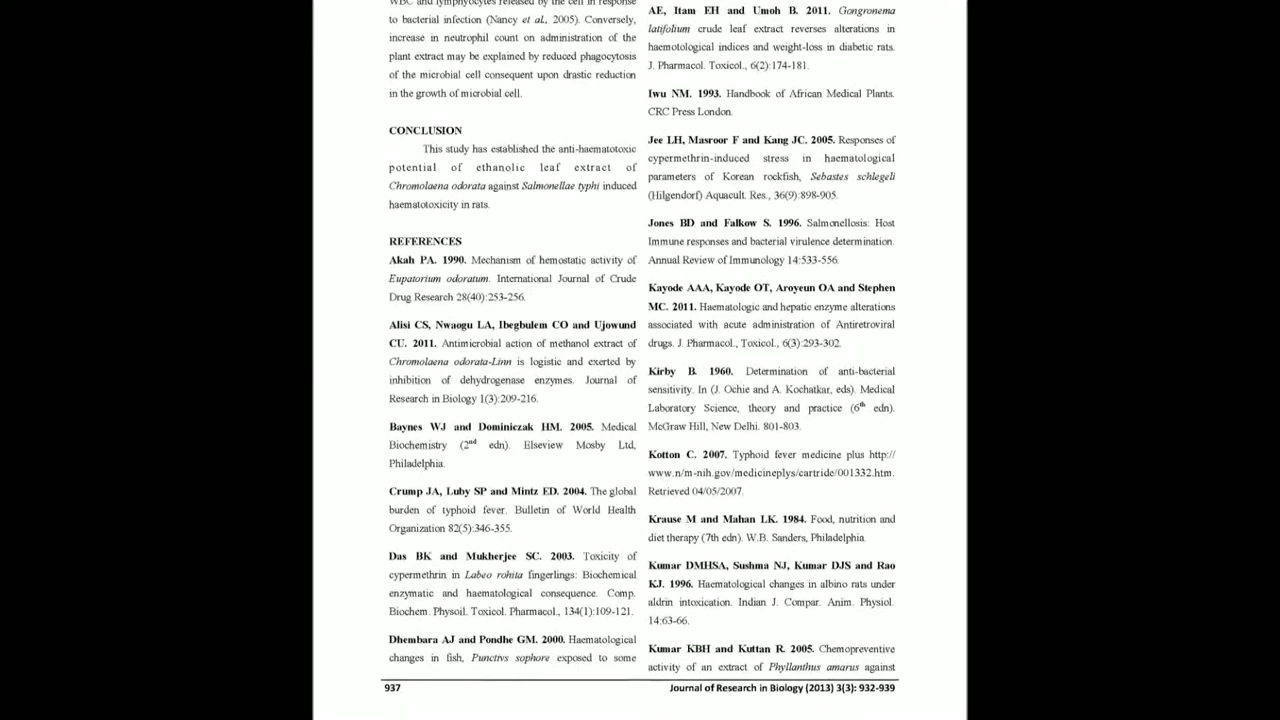 WBC and lymphyocytes released by the cell in response
to bacterial infection (Nancy et al., 2005). Conversely,
increase in neutrophil count on administration of the
plant extract may be explained by reduced phagocytosis
of the microbial cell consequent upon drastic reduction
in the growth of microbial cell.
CONCLUSION
This study has established the anti-haematotoxic
potential of ethanolic leaf extract of
Chromolaena odorata against Salmonellae typhi induced
haematotoxicity in rats.
REFERENCES
Akah PA. 1990. Mechanism of hemostatic activity of
Eupatorium odoratum. International Journal of Crude
Drug Research 28(40):253-256.
Alisi CS, Nwaogu LA, Ibegbulem CO and Ujowund
CU. 2011. Antimicrobial action of methanol extract of
Chromolaena odorata-Linn is logistic and exerted by
inhibition of dehydrogenase enzymes. Journal of
Research in Biology 1(3):209-216.
Baynes WJ and Dominiczak HM. 2005. Medical
Biochemistry (2nd edn). Elseview Mosby Ltd,
Philadelphia.
Crump JA, Luby SP and Mintz ED. 2004. The global
burden of typhoid fever. Bulletin of World Health
Organization 82(5):346-355.
Das BK and Mukherjee SC. 2003. Toxicity of
cypermethrin in Labeo rohita fingerlings: Biochemical
enzymatic and haematological consequence. Comp.
Biochem. Physoil. Toxicol. Pharmacol., 134(1):109-121.
Dhembara AJ and Pondhe GM. 2000. Haematological
changes in fish, Punctivs sophore exposed to some
AE, Itam EH and Umoh B. 2011. Gongronema
latifolium crude leaf extract reverses alterations in
haemotological indices and weight-loss in diabetic rats.
J. Pharmacol. Toxicol., 6(2):174-181.
Iwu NM. 1993. Handbook of African Medical Plants.
CRC Press London.
Jee LH, Masroor F and Kang JC. 2005. Responses of
cypermethrin-induced stress in haematological
parameters of Korean rockfish, Sebastes schlegeli
(Hilgendorf) Aquacult. Res., 36(9):898-905.
Jones BD and Falkow S. 1996. Salmonellosis: Host
Immune responses and bacterial virulence determination.
Annual Review of Immunology 14:533-556.
Kayode AAA, Kayode OT, Aroyeun OA and Stephen
MC. 2011. Haematologic and hepatic enzyme alterations
associated with acute administration of Antiretroviral
drugs. J. Pharmacol., Toxicol., 6(3):293-302.
Kirby B. 1960. Determination of anti-bacterial
sensitivity. In (J. Ochie and A. Kochatkar, eds). Medical
Laboratory Science, theory and practice (6th edn).
McGraw Hill, New Delhi. 801-803.
Kotton C. 2007. Typhoid fever medicine plus http://
www.n/m-nih.gov/medicineplys/cartride/001332.htm.
Retrieved 04/05/2007.
Krause M and Mahan LK. 1984. Food, nutrition and
diet therapy (7th edn). W.B. Sanders, Philadelphia.
Kumar DMHSA, Sushma NJ, Kumar DJS and Rao
KJ. 1996. Haematological changes in albino rats under
aldrin intoxication. Indian J. Compar. Anim. Physiol.
14:63-66.
Kumar KBH and Kuttan R. 2005. Chemopreventive
activity of an extract of Phyllanthus amarus against
937
Journal of Research in Biology (2013) 3(3): 932-939